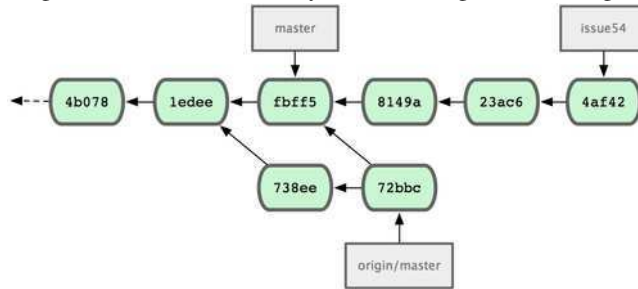 master
issue54
4b078
1edee
fbff5
8149a
23ac6
4af42
738ee
72bbc
origin/master